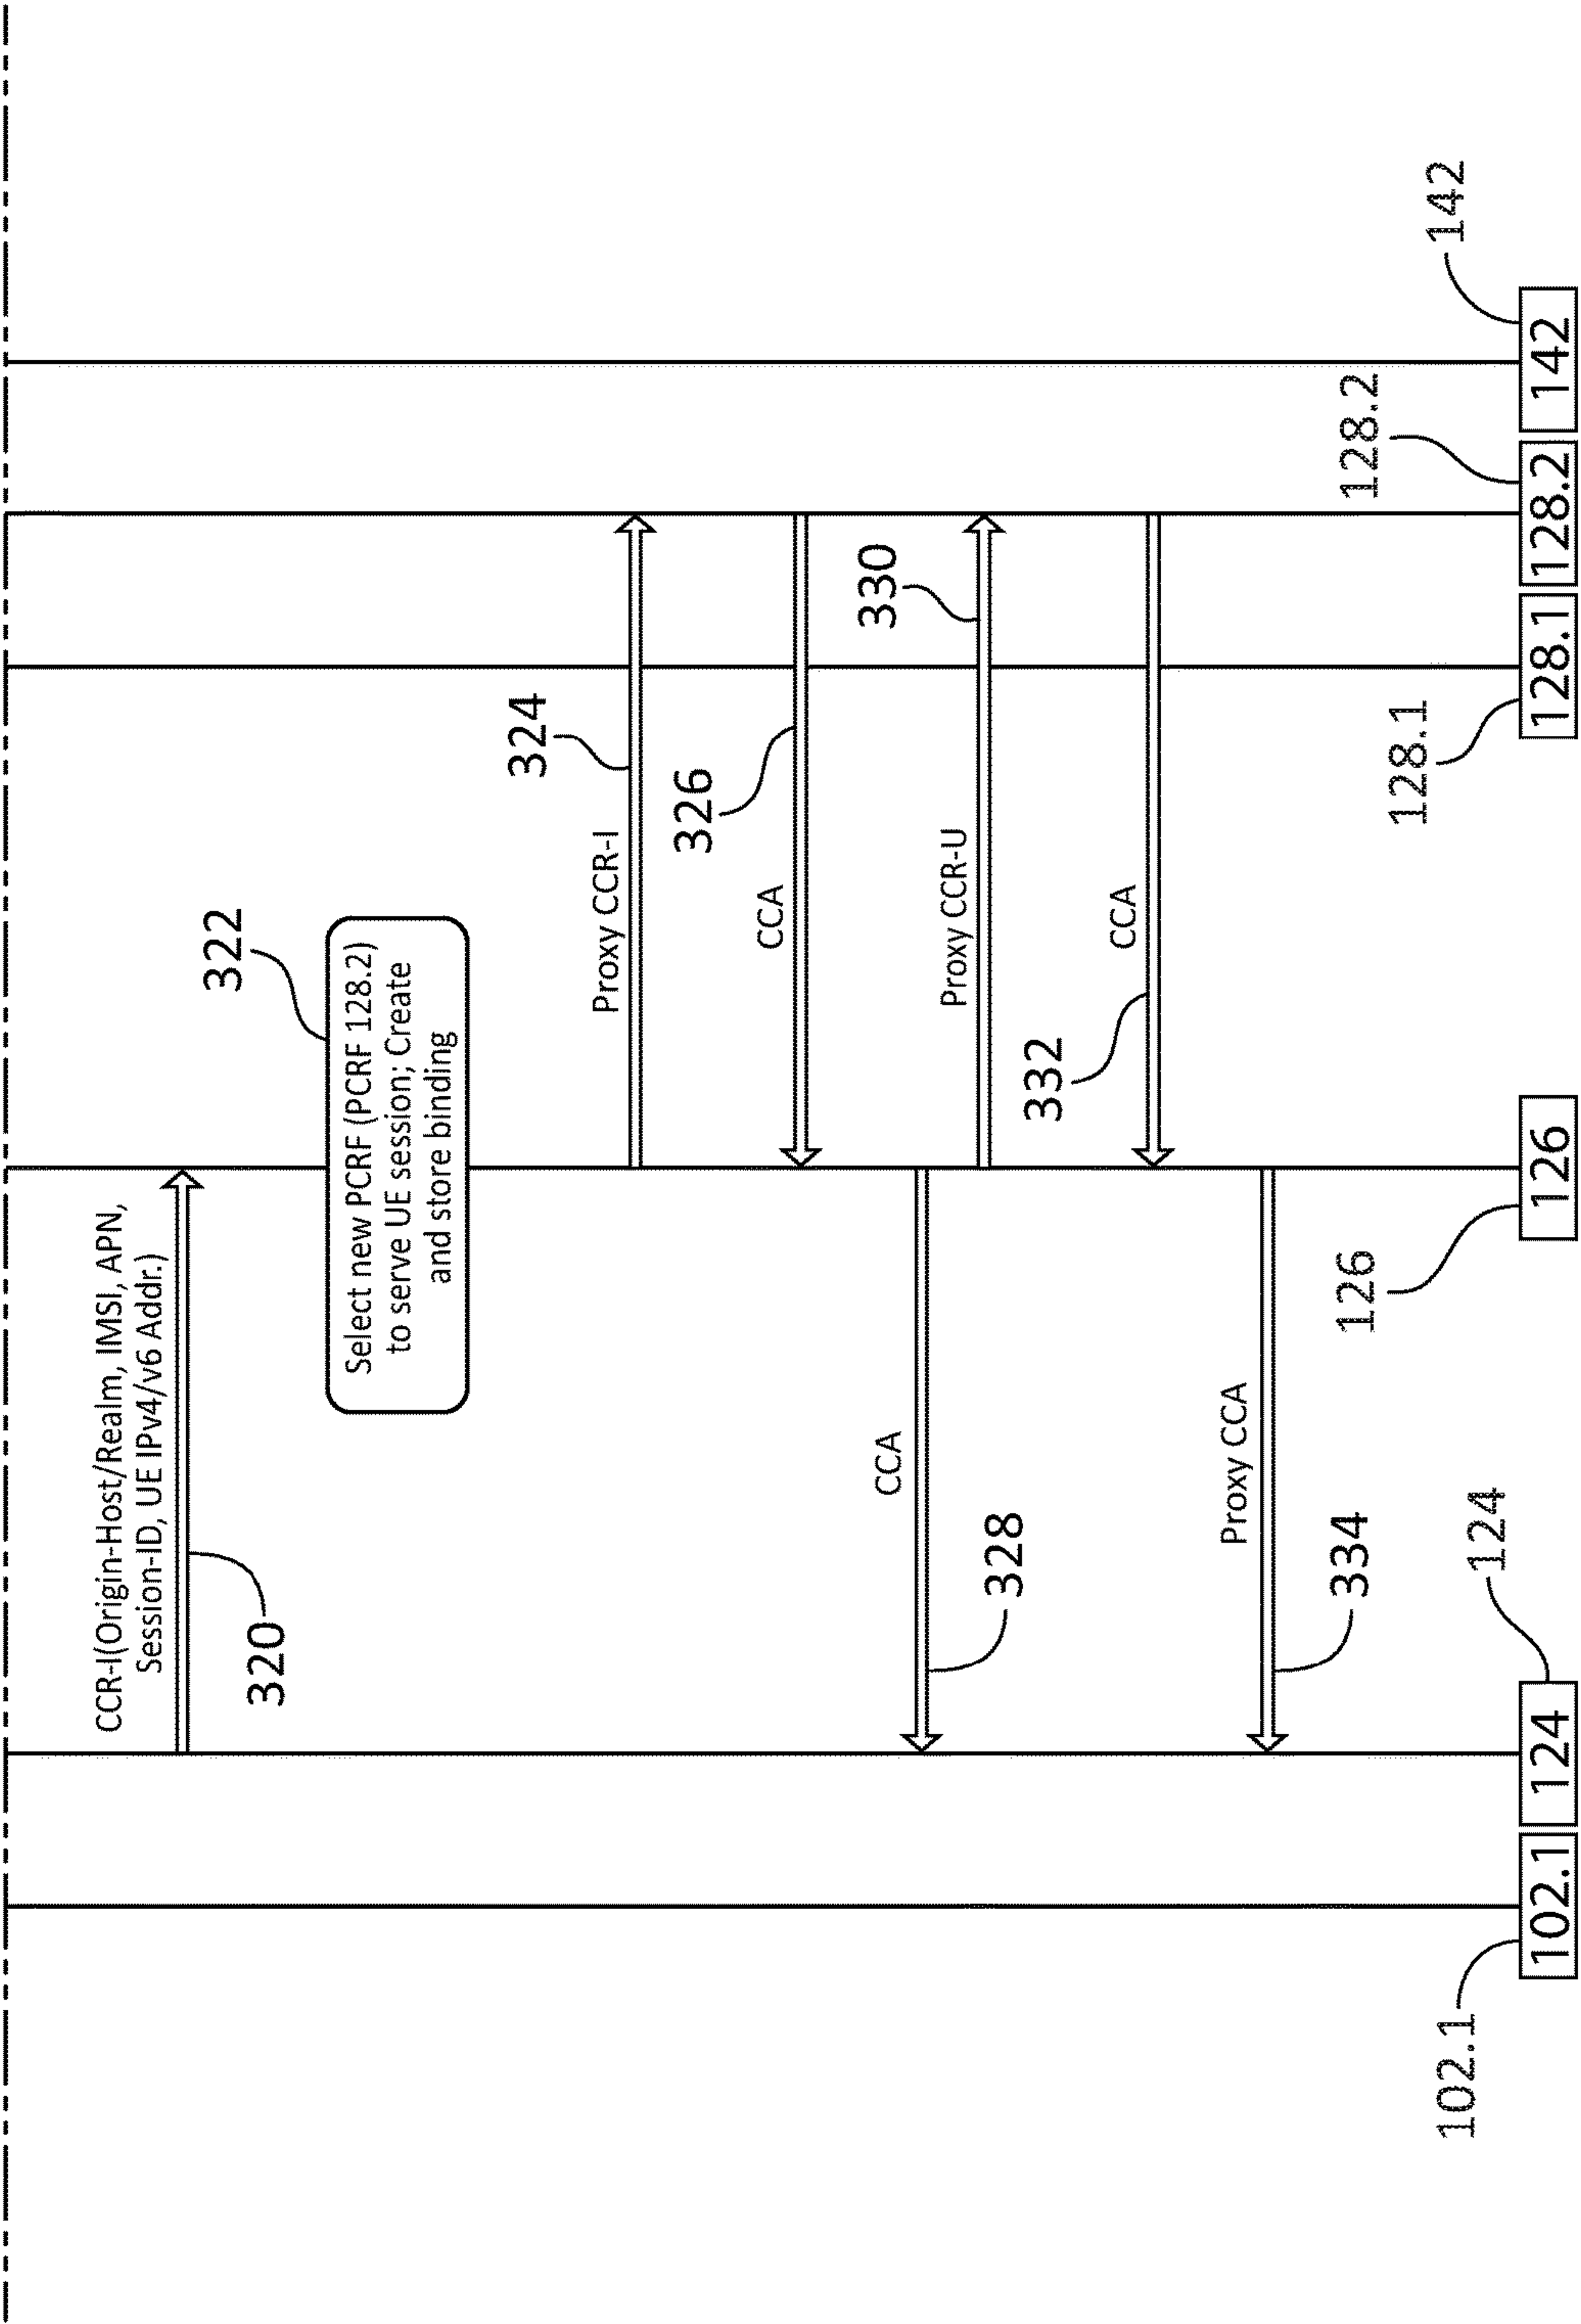 CCR-I(Origin-Host/Realm, IMSI, APN,
Session-ID, UE IPv4/v6 Addr.)
320
322
Select new PCRF (PCRF 128.2)
to serve UE session; Create
and store binding
324
Proxy CCR-I
326
CCA
CCA
328
330
Proxy CCR-U
332
CCA
Proxy CCA
334
102.1
124
126
128.1
128.2
142
102.1
124
126
128.1
128.2
142